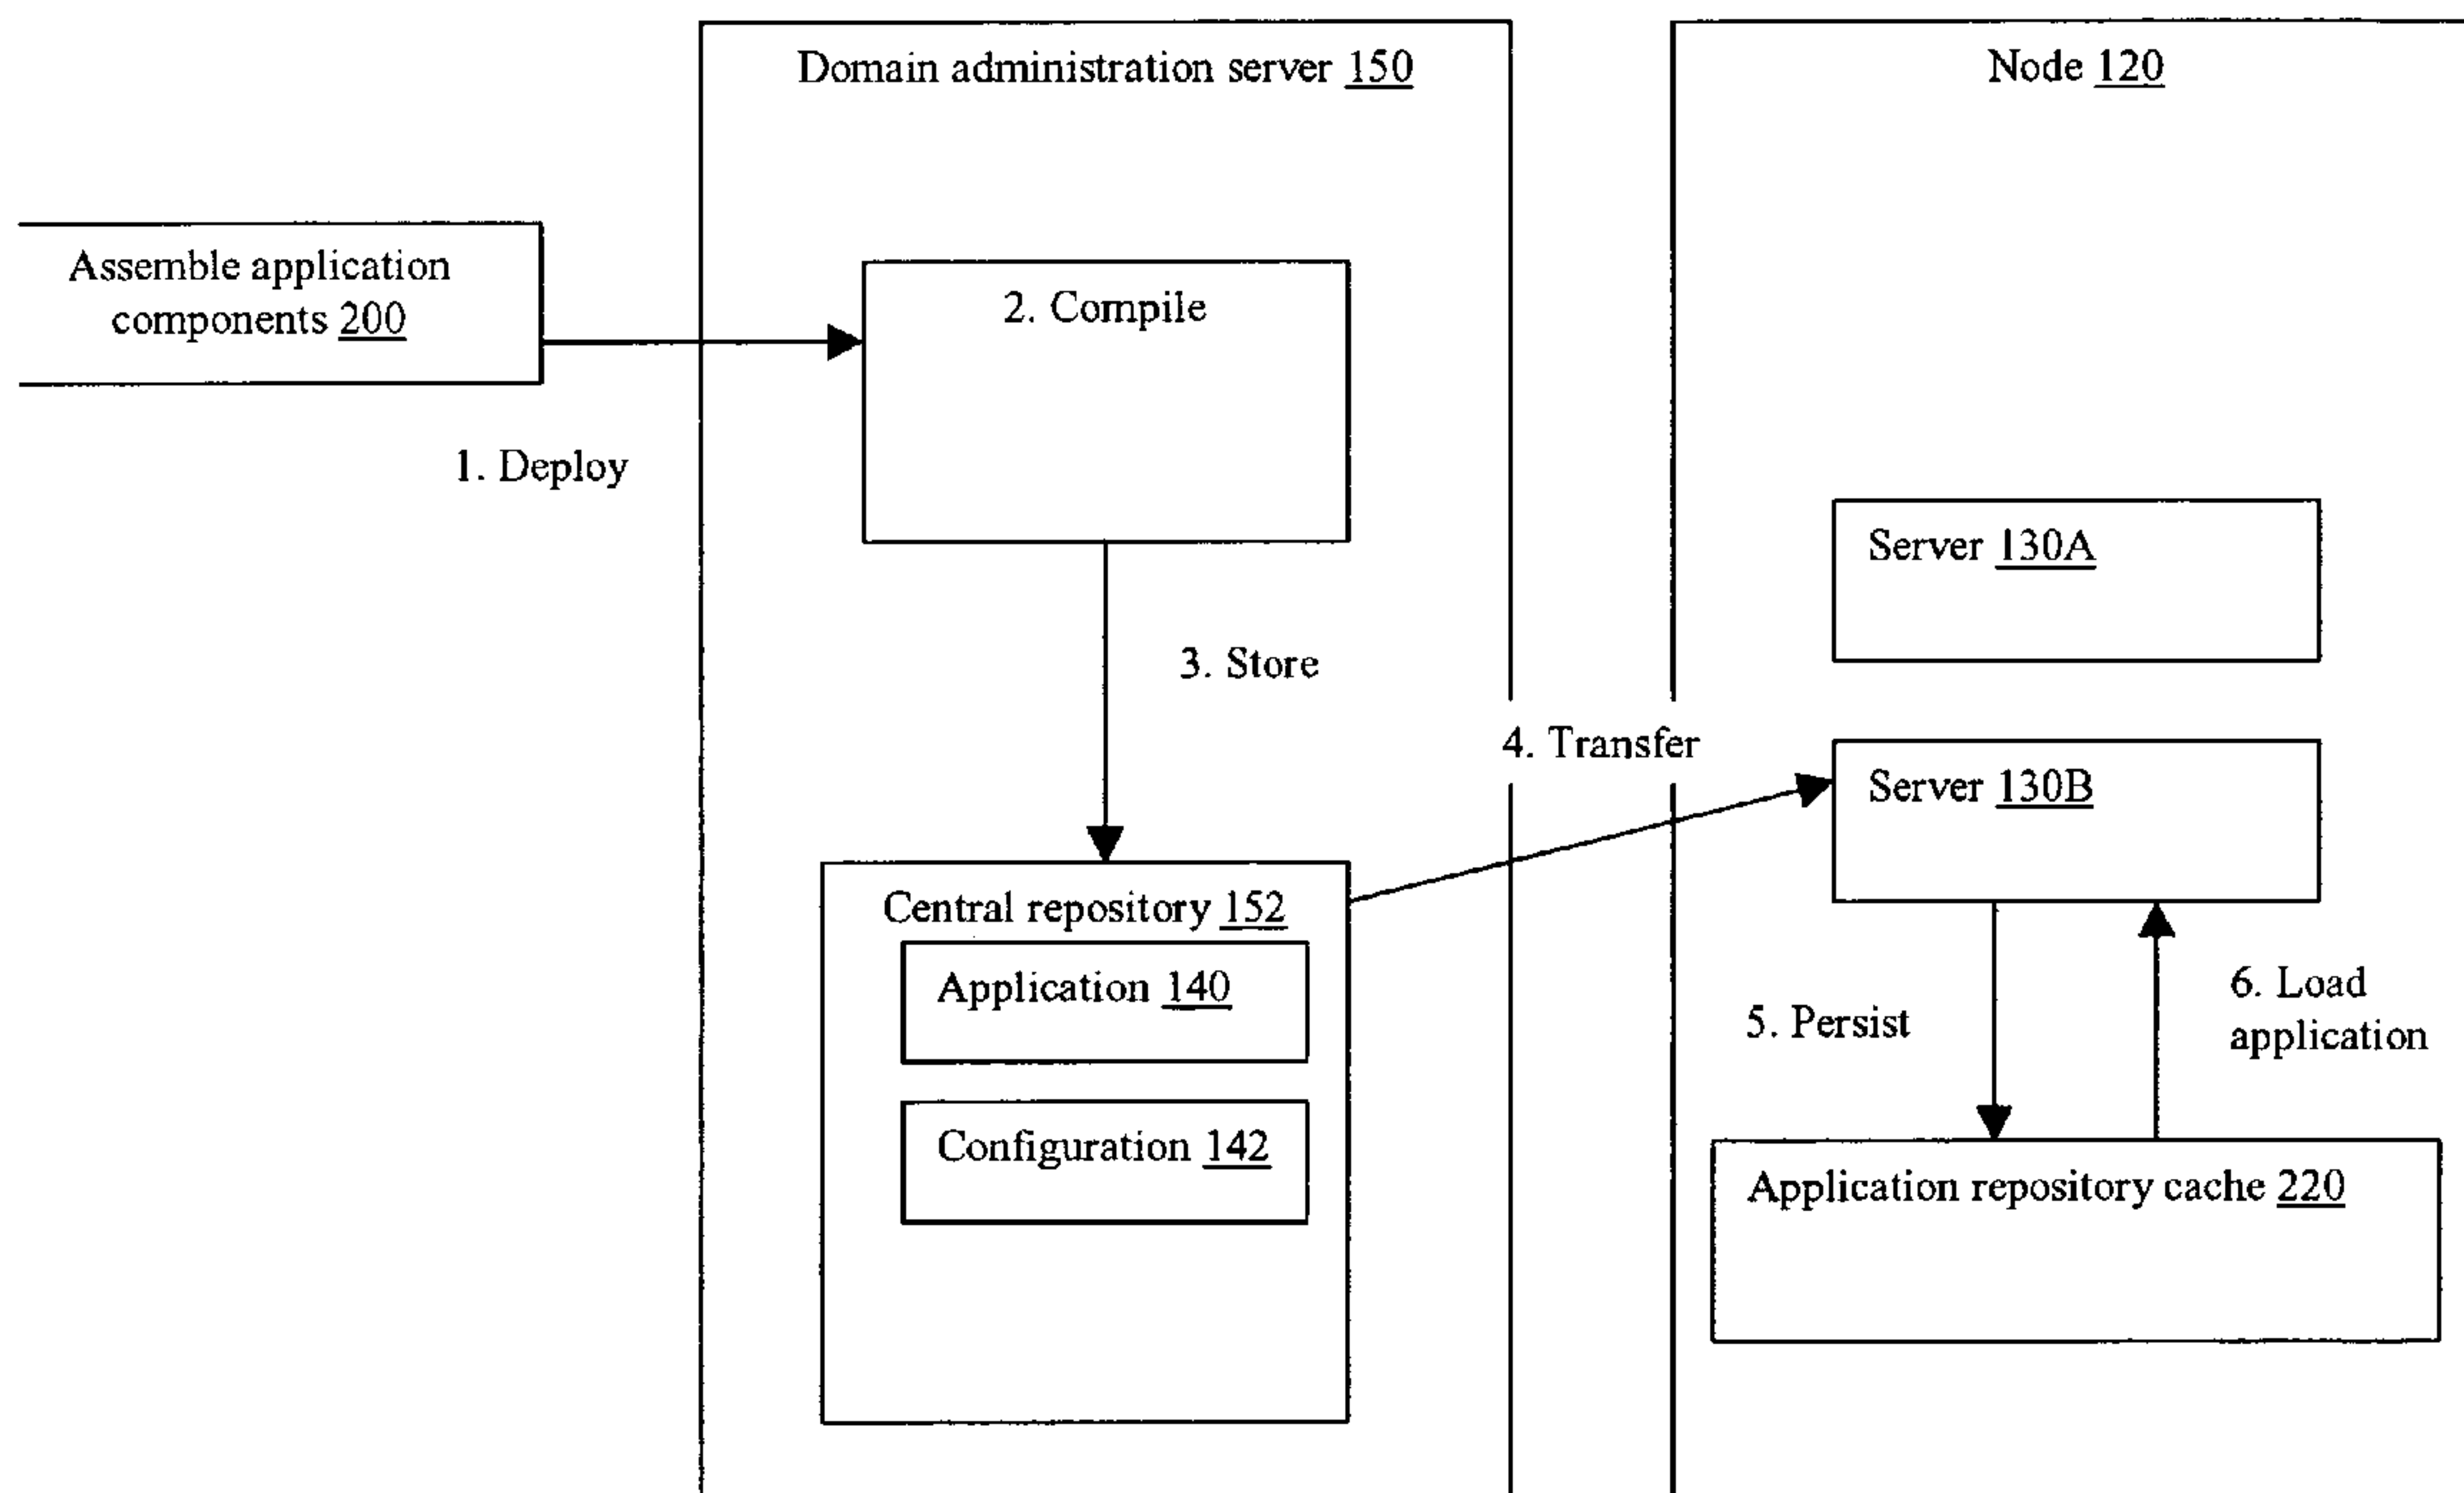 Domain administration server 150
Node 120
Assemble application
components 200
2. Compile
1. Deploy
Server 130A
3. Store
4. Transfer
Server 130B
Central repository 152
Application 140
6. Load
application
5. Persist
Configuration 142
Application repository cache 220